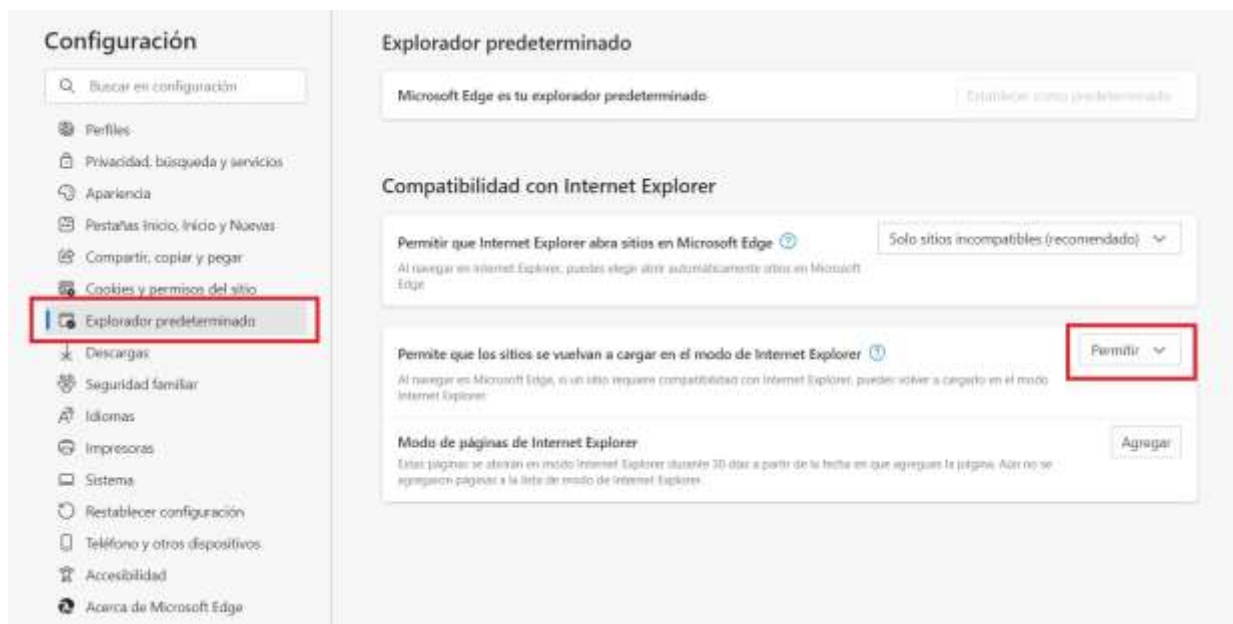 Configuración
Buscar en configuración
Perfiles
Privacidad, búsqueda y servicios
Apariencia
Pestañas Inicio, Inicio y Nuevas
Compartir, copiar y pegar
Cookies y permisos del sitio
Explorador predeterminado
Descargas
Seguridad familiar
Idiomas
Impresoras
Sistema
Restablecer configuración
Teléfono y otros dispositivos
Accesibilidad
Acerca de Microsoft Edge
Explorador predeterminado
Microsoft Edge es tu explorador predeterminado
Establecer como predeterminado
Compatibilidad con Internet Explorer
Permitir que Internet Explorer abra sitios en Microsoft Edge
Solo sitios incompatibles (recomendado)
Al navegar en Internet Explorer, puedes elegir abrir automáticamente sitios en Microsoft
Edge
Permite que los sitios se vuelvan a cargar en el modo de Internet Explorer
Permitir
Al navegar en Microsoft Edge, si un sitio requiere compatibilidad con Internet Explorer, puedes volver a cargarlo en el modo
Internet Explorer
Modo de páginas de Internet Explorer
Agregar
Estas páginas se abrirán en modo Internet Explorer durante 30 días a partir de la fecha en que agregues la página. Aún no se
agregaron páginas a la lista de modo de Internet Explorer.